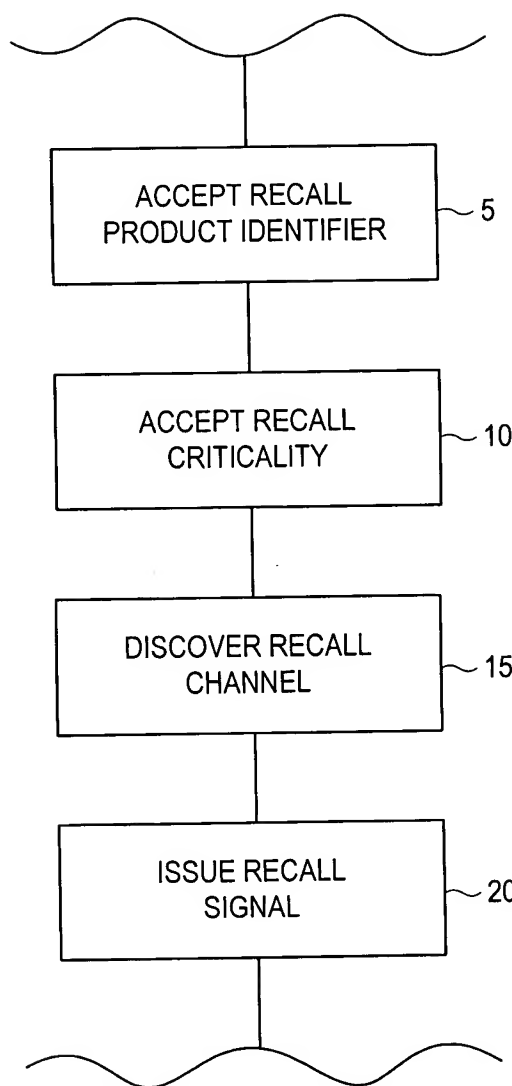 ACCEPT RECALL
PRODUCT IDENTIFIER
5
ACCEPT RECALL
CRITICALITY
10
DISCOVER RECALL
CHANNEL
15
ISSUE RECALL
SIGNAL
20